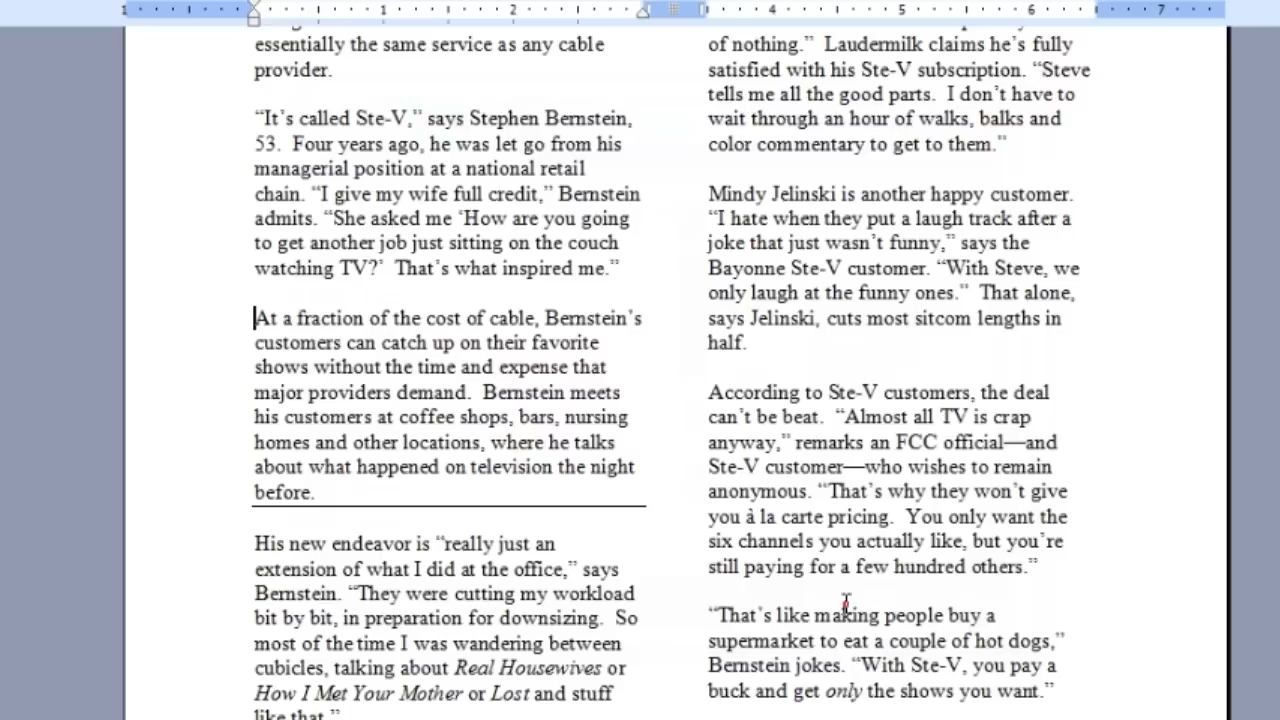 1 1 2 4 5 6 7
essentially the same service as any cable
provider.
“It’s called Ste-V,” says Stephen Bernstein,
53.  Four years ago, he was let go from his
managerial position at a national retail
chain. “I give my wife full credit,” Bernstein
admits. “She asked me ‘How are you going
to get another job just sitting on the couch
watching TV?’  That’s what inspired me.”
At a fraction of the cost of cable, Bernstein’s
customers can catch up on their favorite
shows without the time and expense that
major providers demand.  Bernstein meets
his customers at coffee shops, bars, nursing
homes and other locations, where he talks
about what happened on television the night
before.
His new endeavor is “really just an
extension of what I did at the office,” says
Bernstein. “They were cutting my workload
bit by bit, in preparation for downsizing.  So
most of the time I was wandering between
cubicles, talking about Real Housewives or
How I Met Your Mother or Lost and stuff
like that.”
of nothing.”  Laudermilk claims he’s fully
satisfied with his Ste-V subscription. “Steve
tells me all the good parts.  I don’t have to
wait through an hour of walks, balks and
color commentary to get to them.”
Mindy Jelinski is another happy customer.
“I hate when they put a laugh track after a
joke that just wasn’t funny,” says the
Bayonne Ste-V customer. “With Steve, we
only laugh at the funny ones.”  That alone,
says Jelinski, cuts most sitcom lengths in
half.
According to Ste-V customers, the deal
can’t be beat.  “Almost all TV is crap
anyway,” remarks an FCC official—and
Ste-V customer—who wishes to remain
anonymous. “That’s why they won’t give
you à la carte pricing.  You only want the
six channels you actually like, but you’re
still paying for a few hundred others.”
“That’s like making people buy a
supermarket to eat a couple of hot dogs,”
Bernstein jokes. “With Ste-V, you pay a
buck and get only the shows you want.”